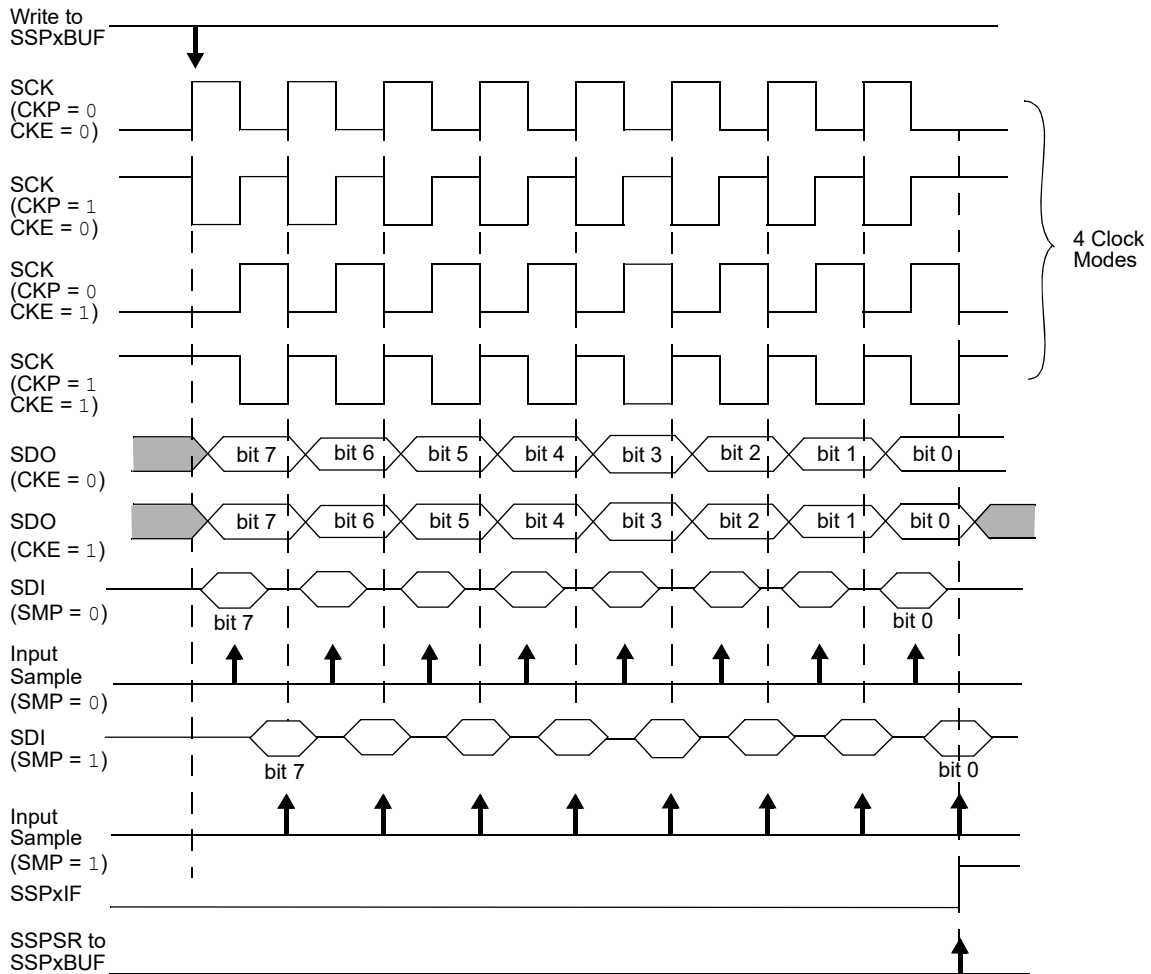 Write to
SSPxBUF
SCK
(CKP = 0
CKE = 0)
SCK
(CKP = 1
CKE = 0)
SCK
(CKP = 0
CKE = 1)
SCK
(CKP = 1
CKE = 1)
4 Clock
Modes
SDO
(CKE = 0)
bit 7 bit 6 bit 5 bit 4 bit 3 bit 2 bit 1 bit 0
SDO
(CKE = 1)
bit 7 bit 6 bit 5 bit 4 bit 3 bit 2 bit 1 bit 0
SDI
(SMP = 0)
bit 7 bit 0
Input
Sample
(SMP = 0)
SDI
(SMP = 1)
bit 7 bit 0
Input
Sample
(SMP = 1)
SSPxIF
SSPSR to
SSPxBUF